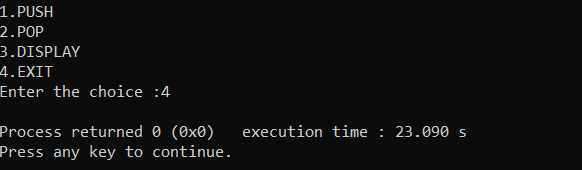 1.PUSH
2.POP
3.DISPLAY
4.EXIT
Enter the choice :4
Process returned 0 (0x0)   execution time : 23.090 s
Press any key to continue.